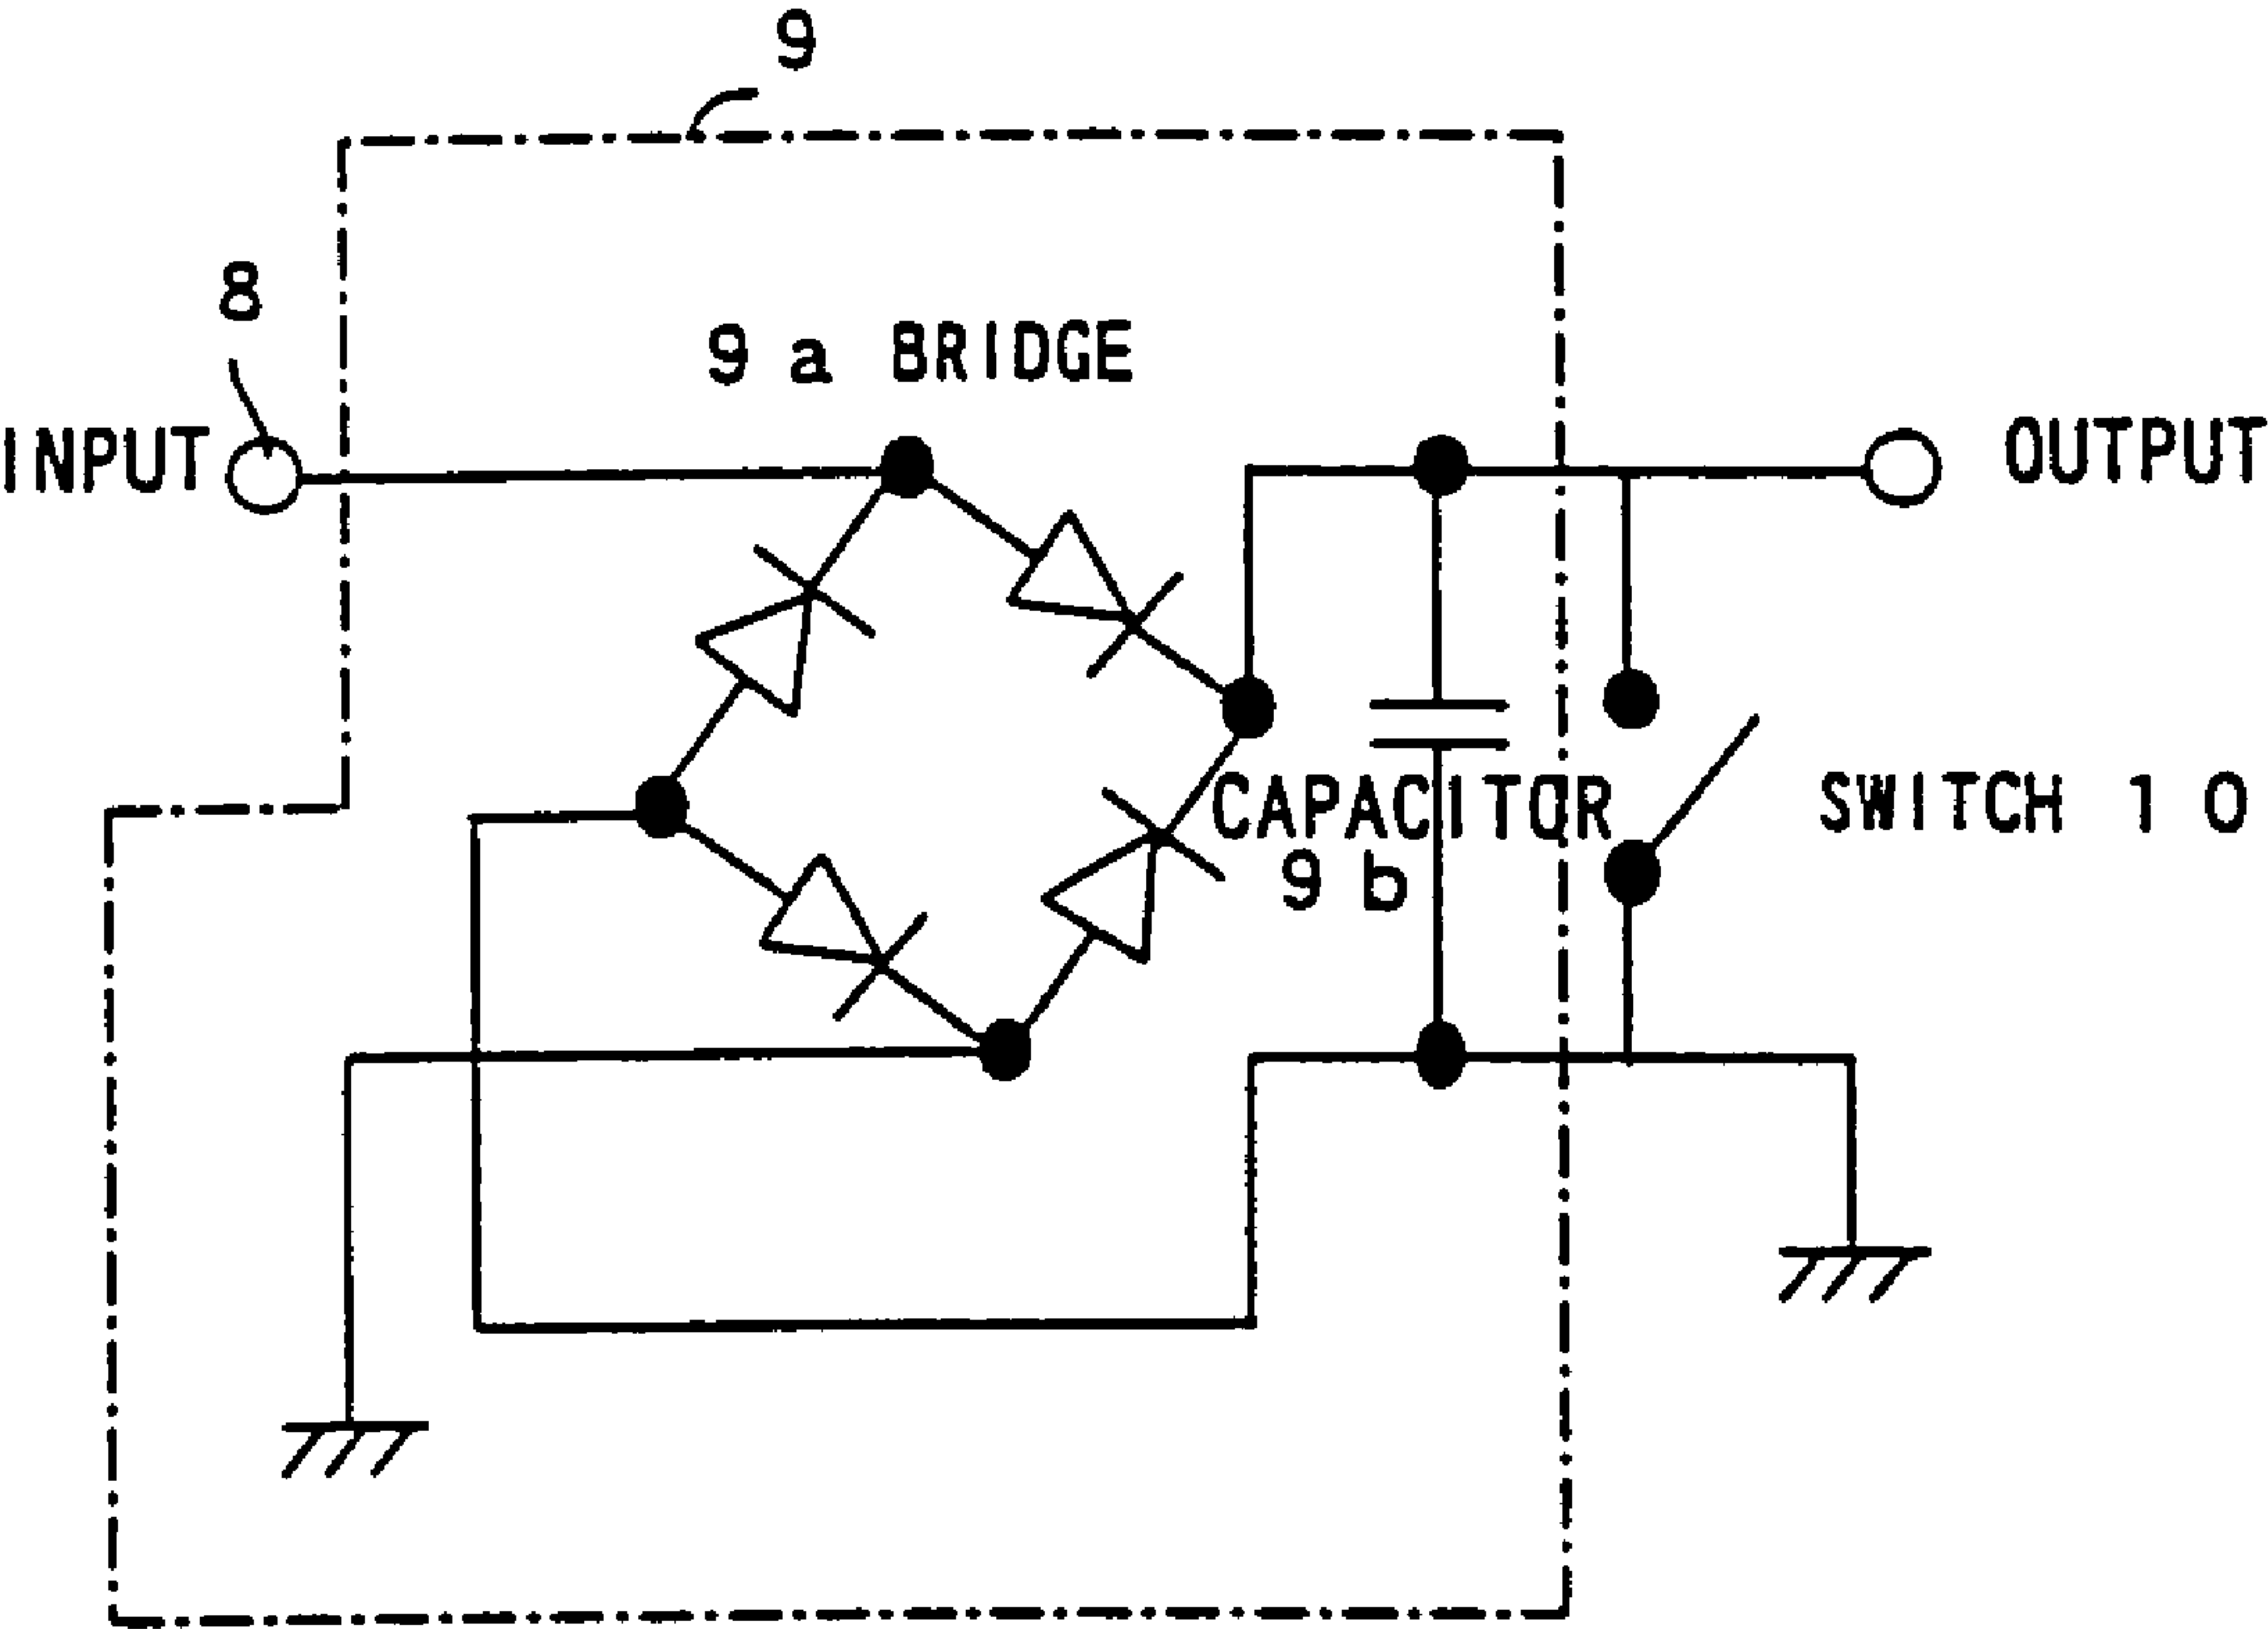 9
8
9 a BRIDGE
INPUT
OUTPUT
CAPACITOR
9 b
SWITCH 1 0